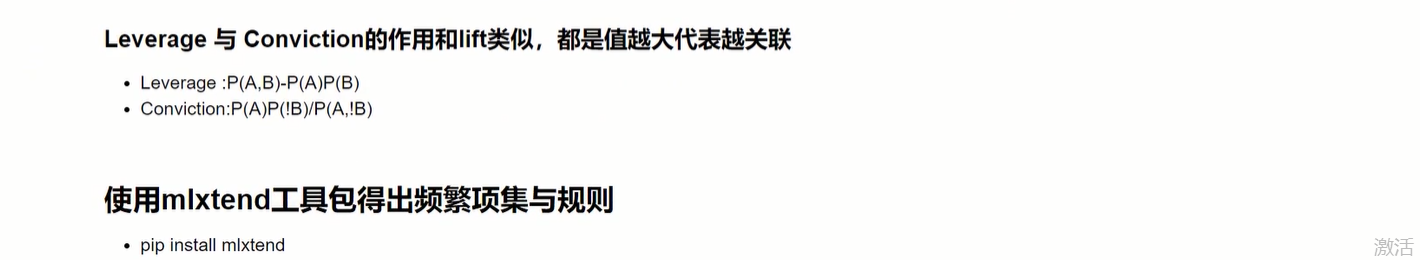 Leverage 与 Conviction的作用和lift类似，都是值越大代表越关联
Leverage :P(A,B)-P(A)P(B)
Conviction:P(A)P(!B)/P(A,!B)
使用mlxtend工具包得出频繁项集与规则
pip install mlxtend
激活